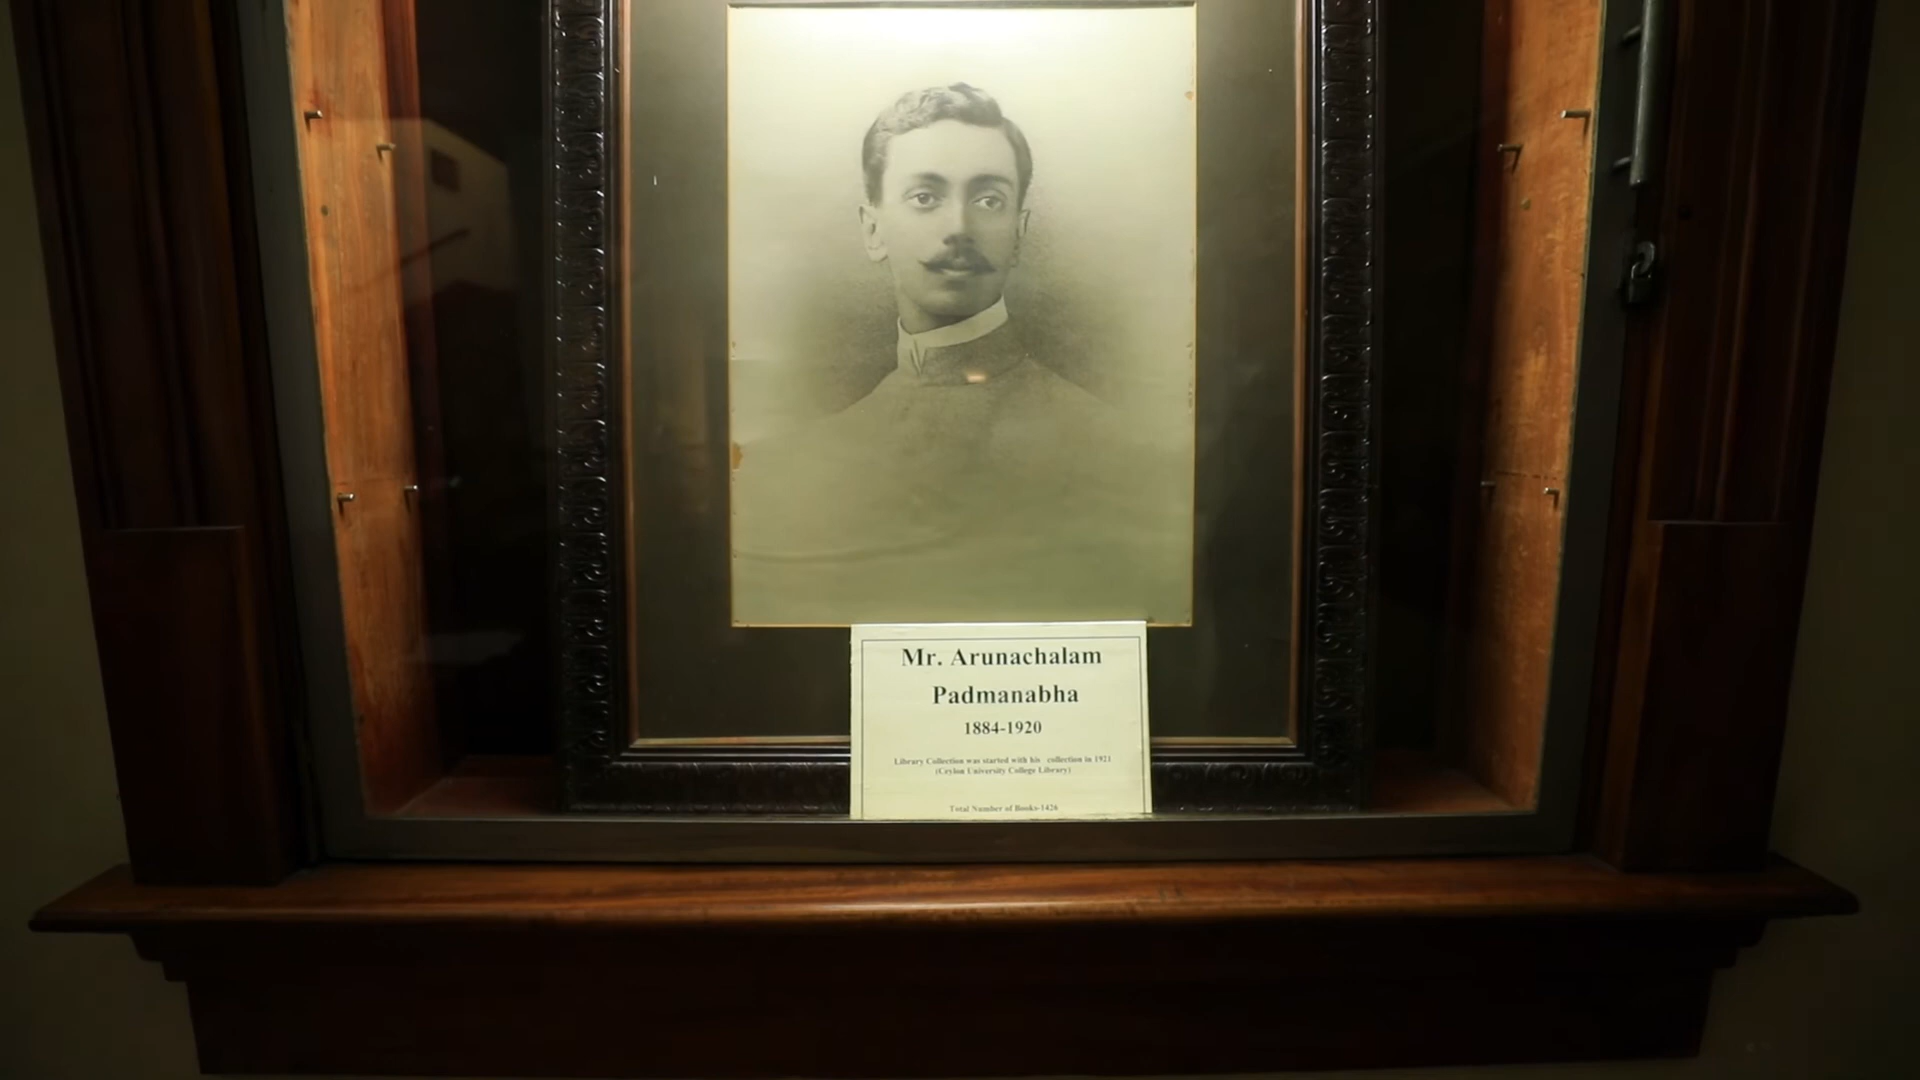 Mr. Arunachalam
Padmanabha
1884-1920
Library Collection was started with his collection in 1921
(Ceylon University College Library)
Total Number of Books-1426